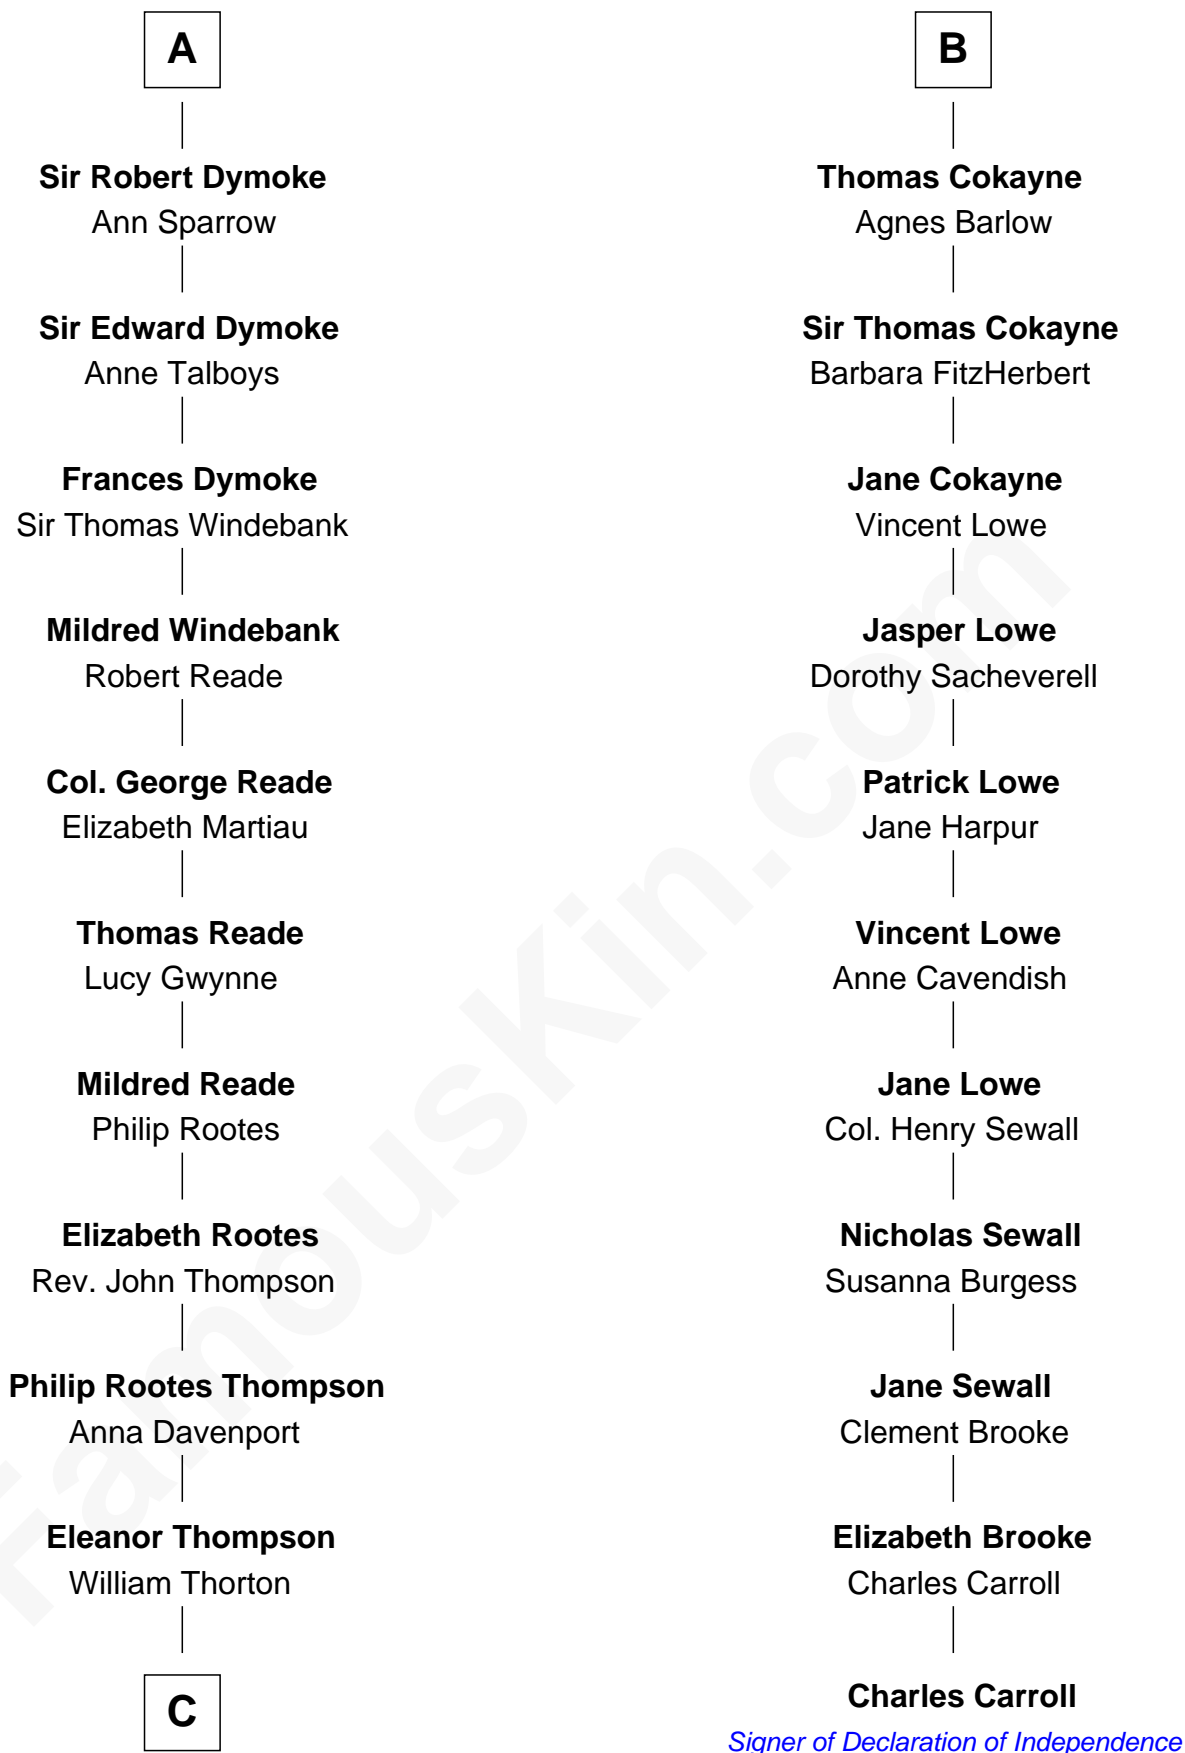 A
Sir Robert Dymoke
Ann Sparrow
Sir Edward Dymoke
Anne Talboys
Frances Dymoke
Sir Thomas Windebank
Mildred Windebank
Robert Reade
Col. George Reade
Elizabeth Martiau
Thomas Reade
Lucy Gwynne
Mildred Reade
Philip Rootes
Elizabeth Rootes
Rev. John Thompson
Philip Rootes Thompson
Anna Davenport
Eleanor Thompson
William Thorton
C
B
Thomas Cokayne
Agnes Barlow
Sir Thomas Cokayne
Barbara FitzHerbert
Jane Cokayne
Vincent Lowe
Jasper Lowe
Dorothy Sacheverell
Patrick Lowe
Jane Harpur
Vincent Lowe
Anne Cavendish
Jane Lowe
Col. Henry Sewall
Nicholas Sewall
Susanna Burgess
Jane Sewall
Clement Brooke
Elizabeth Brooke
Charles Carroll
Charles Carroll
Signer of Declaration of Independence
FamousKin.com